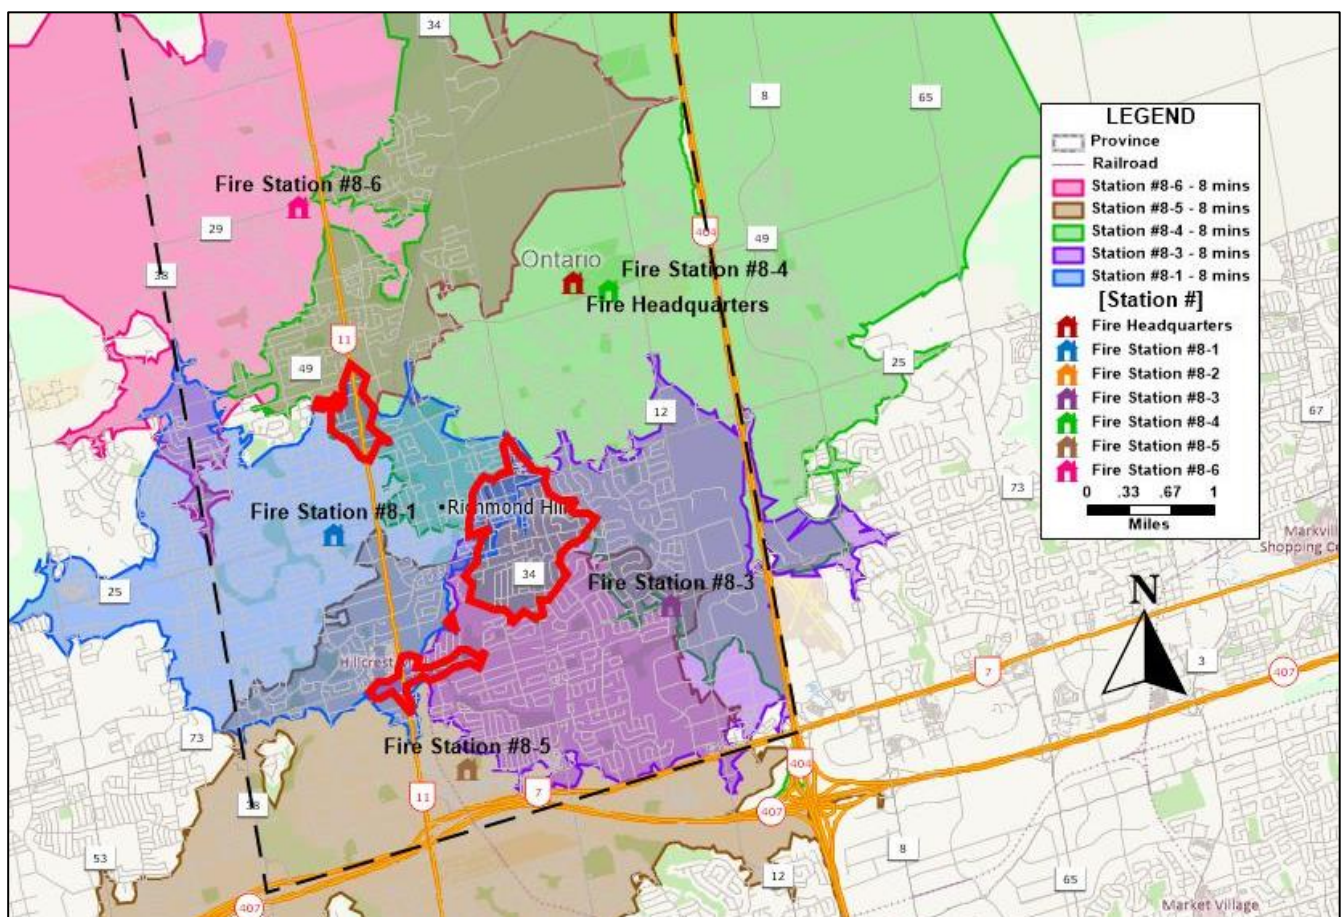 34
8
65
LEGEND
Province
Railroad
Station #8-6 - 8 mins
Station #8-5 - 8 mins
Station #8-4 - 8 mins
Station #8-3 - 8 mins
Station #8-1 - 8 mins
[Station #]
Fire Headquarters
Fire Station #8-1
Fire Station #8-2
Fire Station #8-3
Fire Station #8-4
Fire Station #8-5
Fire Station #8-6
0 .33 .67 1
Miles
Fire Station #8-6
29
404
49
38
Ontario
Fire Station #8-4
Fire Headquarters
11
49
25
12
67
73
Richmond Hill
Fire Station #8-1
Shopping
34
Fire Station #8-3
25
N
Hillcrest
3
7
407
73
Fire Station #8-5
404
38
11
7
407
53
8
12
65
407
Market Village